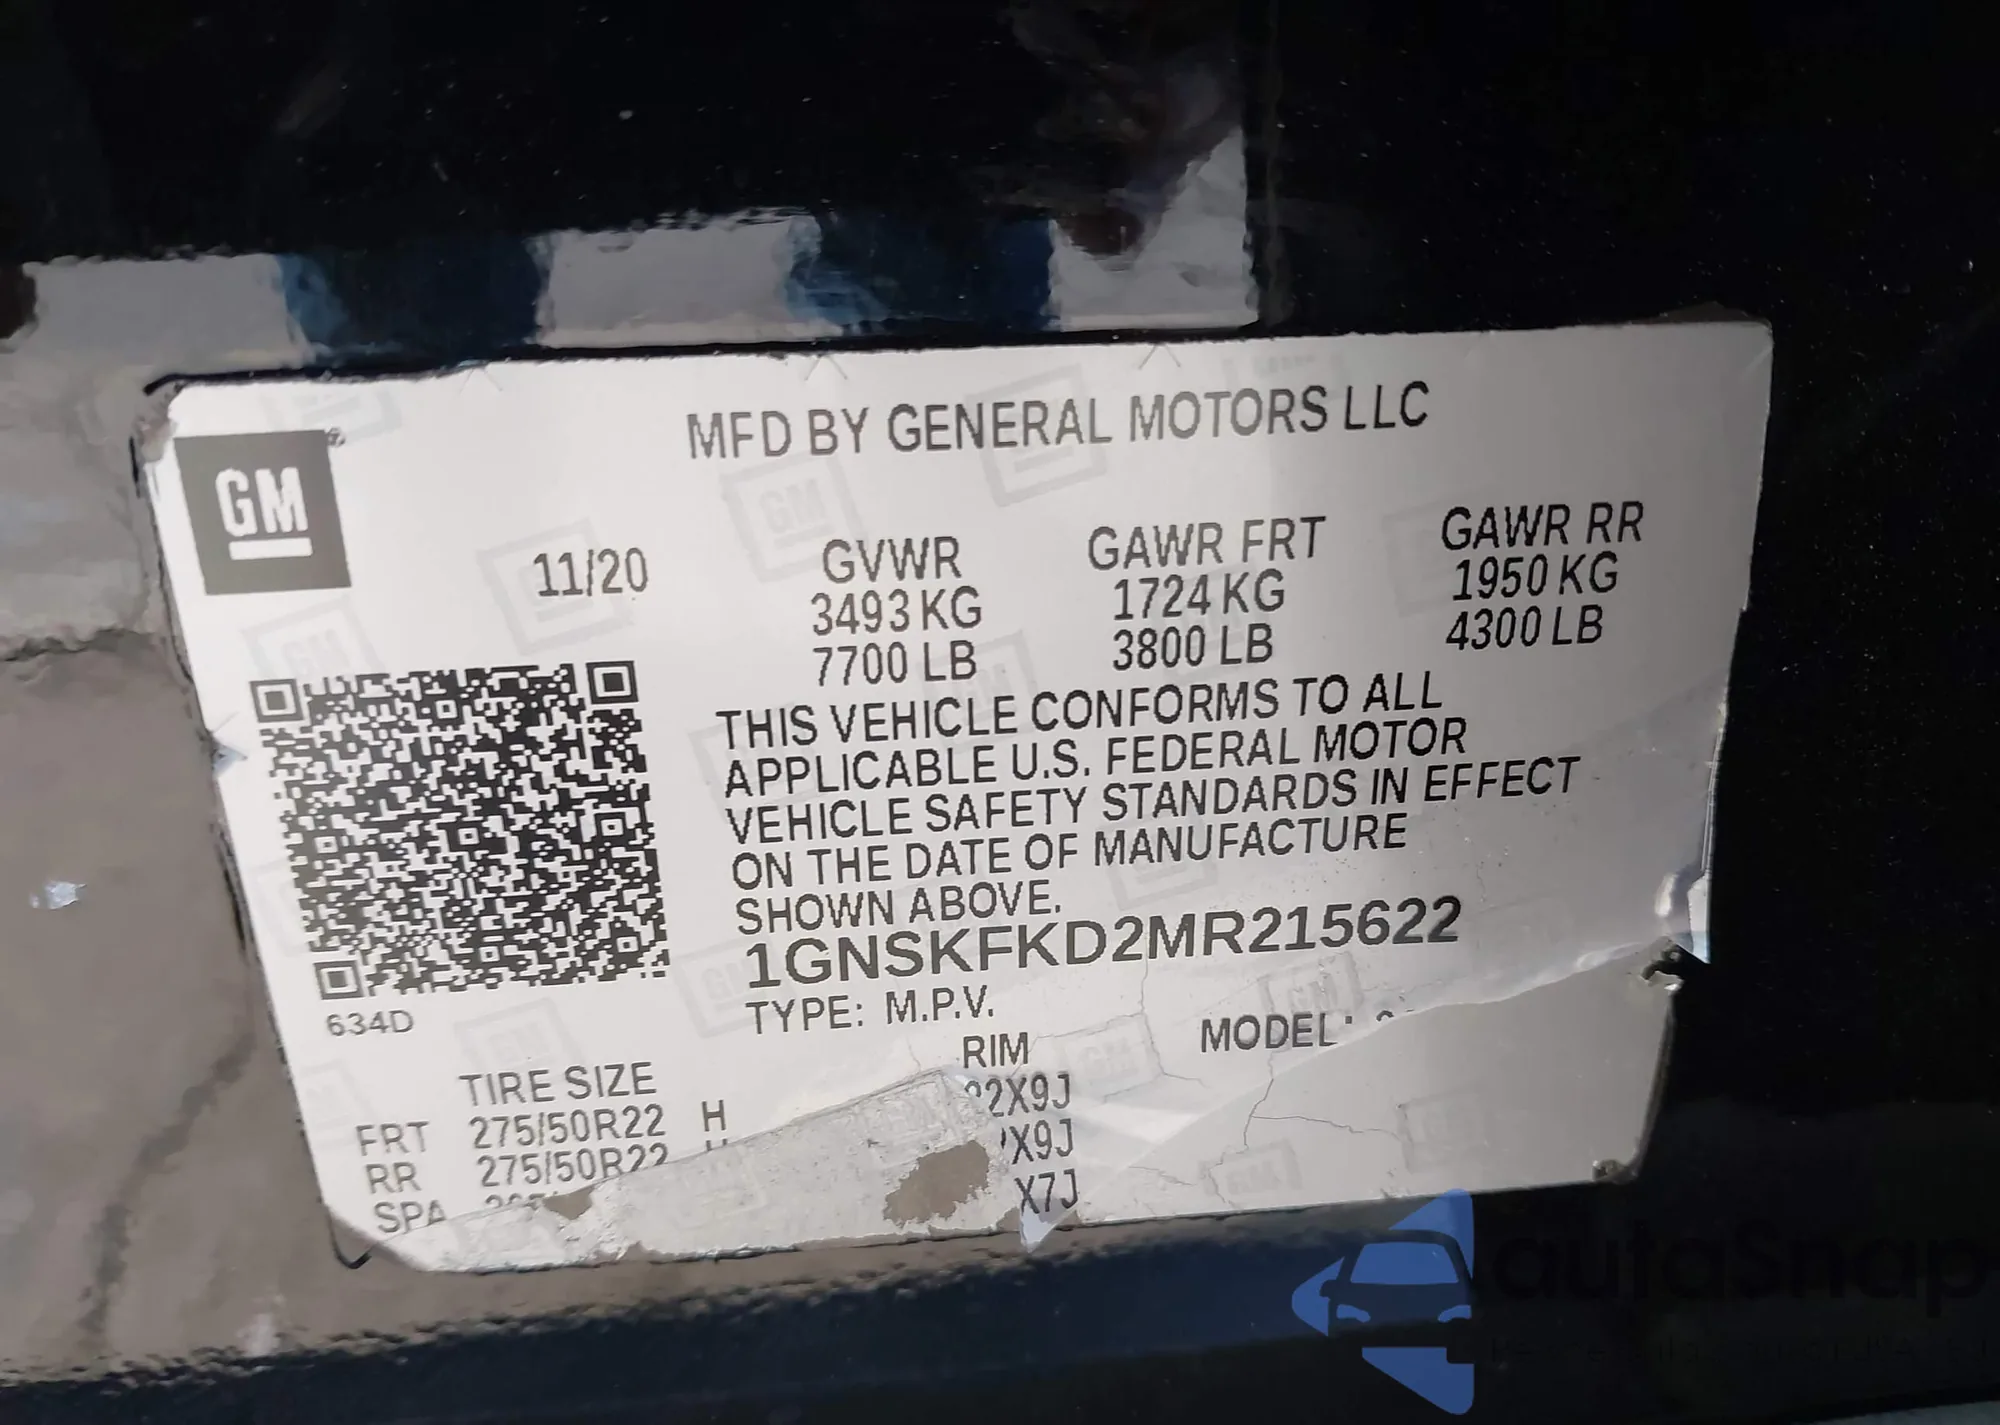 MFD BY GENERAL MOTORS LLC
GM
11/20
GVWR GAWR FRT GAWR RR
3493 KG 1724 KG 1950 KG
7700 LB 3800 LB 4300 LB
THIS VEHICLE CONFORMS TO ALL
APPLICABLE U.S. FEDERAL MOTOR
VEHICLE SAFETY STANDARDS IN EFFECT
ON THE DATE OF MANUFACTURE
SHOWN ABOVE.
1GNSKFKD2MR215622
634D
TYPE: M.P.V. MODEL:
TIRE SIZE RIM
FRT 275/50R22 H 22X9J
RR 275/50R22 X9J
SPA X7J
autosnap